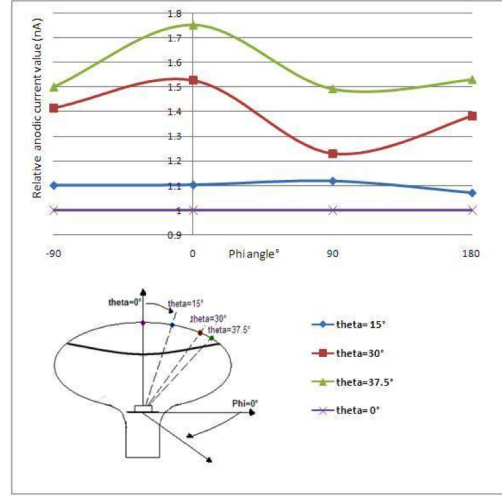 Relative anodic current value (nA)
1.8
1.7
1.6
1.5
1.4
1.3
1.2
1.1
1
0.9
-90
0
Phi angle°
90
180
theta=0°
theta=15°
theta=30°
theta=37.5°
Phi=0°
theta= 15°
theta=30°
theta=37.5°
theta= 0°